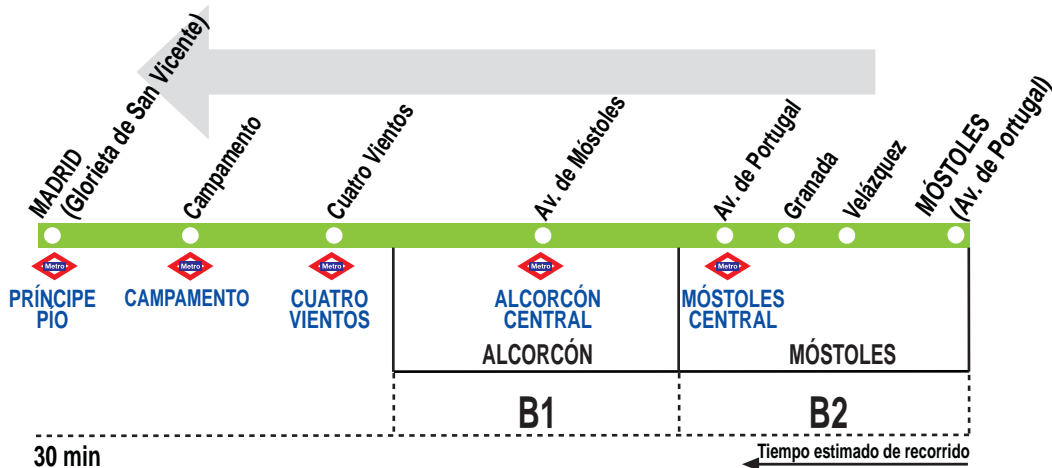 MADRID
(Glorieta de San Vicente)
Campamento
Cuatro Vientos
Av. de Móstoles
Av. de Portugal
Granada
Velázquez
MÓSTOLES
(Av. de Portugal)
Metro
Metro
Metro
Metro
Metro
PRÍNCIPE
PIO
CAMPAMENTO
CUATRO
VIENTOS
ALCORCÓN
CENTRAL
MÓSTOLES
CENTRAL
ALCORCÓN
MÓSTOLES
B1
B2
30 min
Tiempo estimado de recorrido